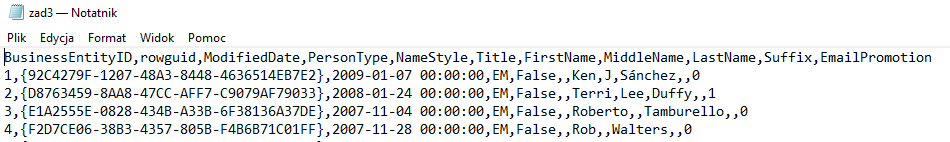 zad3 — Notatnik
Plik Edycja Format Widok Pomoc
BusinessEntityID,rowguid,ModifiedDate,PersonType,NameStyle,Title,FirstName,MiddleName,LastName,Suffix,EmailPromotion
1,{92C4279F-1207-48A3-8448-4636514EB7E2},2009-01-07 00:00:00,EM,False,,Ken,J,Sánchez,,0
2,{D8763459-8AA8-47CC-AFF7-C9079AF79033},2008-01-24 00:00:00,EM,False,,Terri,Lee,Duffy,,1
3,{E1A2555E-0828-434B-A33B-6F38136A37DE},2007-11-04 00:00:00,EM,False,,Roberto,,Tamburello,,0
4,{F2D7CE06-38B3-4357-805B-F4B6B71C01FF},2007-11-28 00:00:00,EM,False,,Rob,,Walters,,0